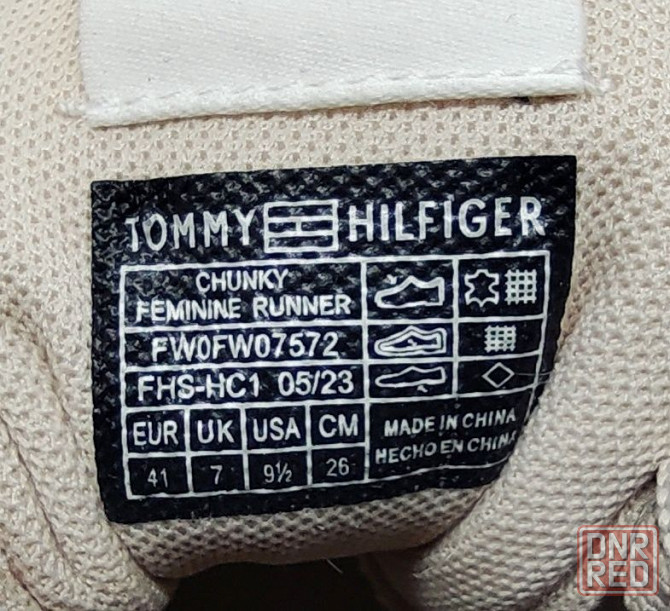 TOMMY HILFIGER
CHUNKY
FEMININE RUNNER
FW0FW07572
FHS-HC1 05/23
EUR UK USA CM
41 7 9½ 26
MADE IN CHINA
HECHO EN CHINA
DNR
RED